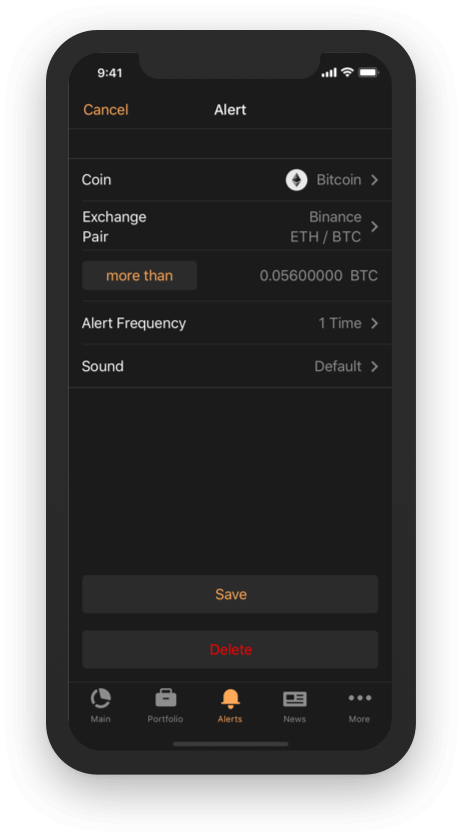 9:41
Cancel Alert
Coin Bitcoin
Exchange Binance
Pair ETH / BTC
more than 0.05600000 BTC
Alert Frequency 1 Time
Sound Default
Save
Delete
Main Portfolio Alerts News More